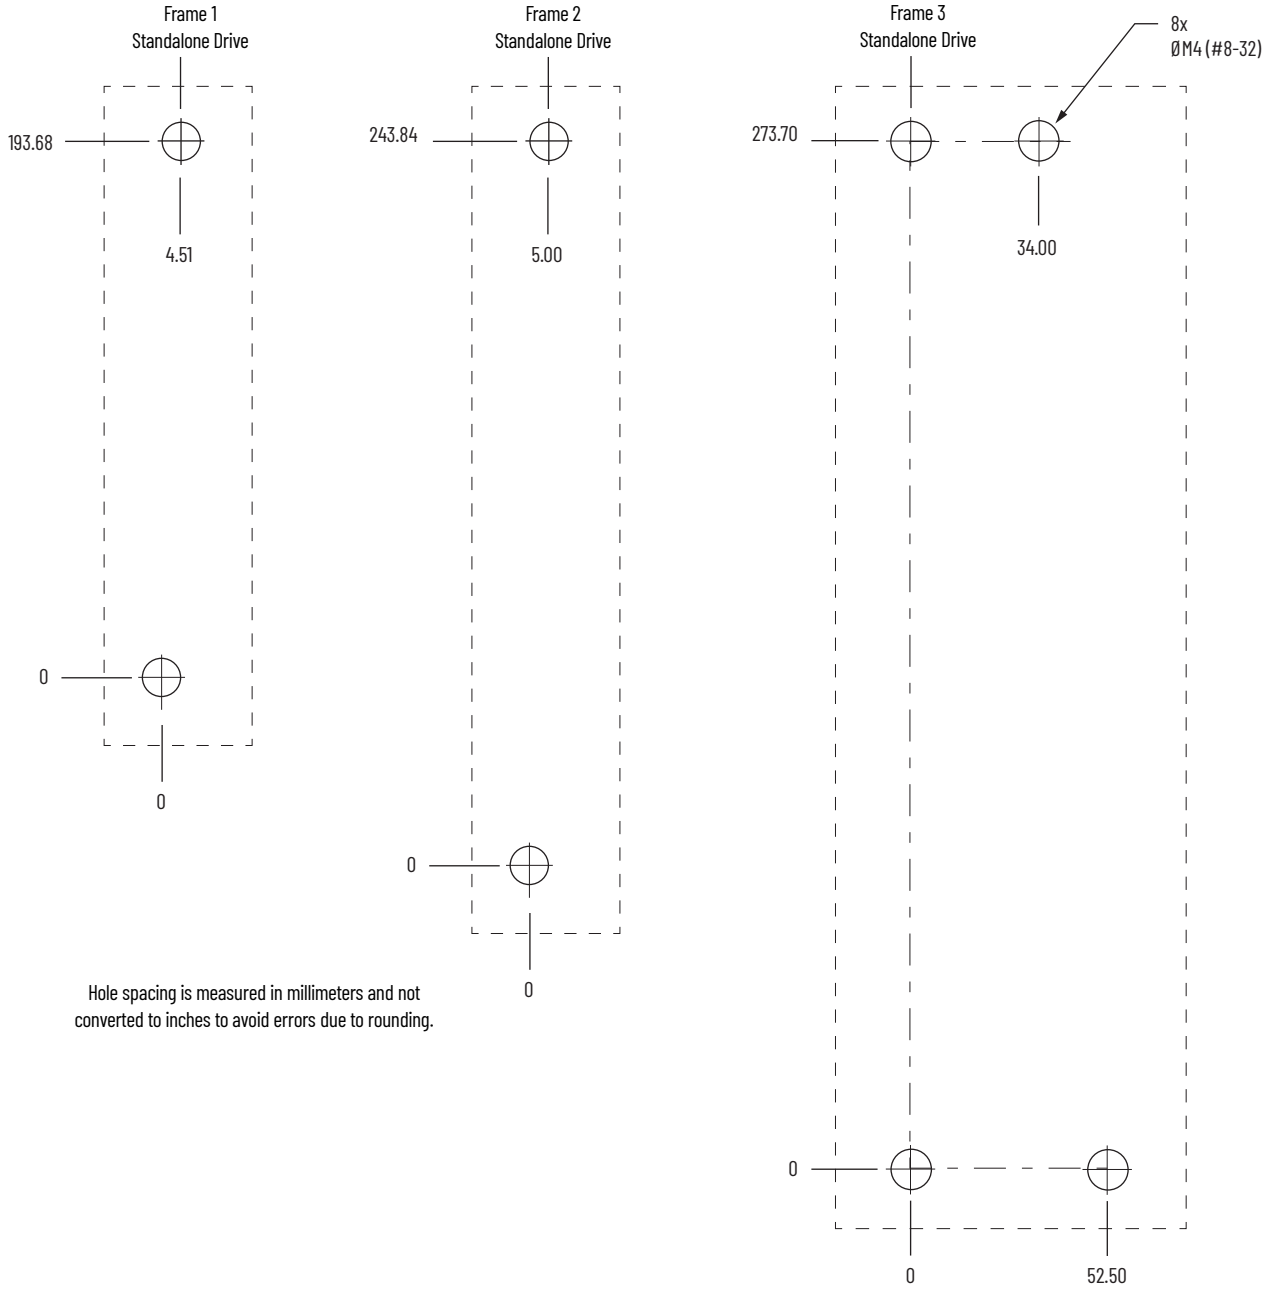 Frame 1
Standalone Drive
Frame 2
Standalone Drive
Frame 3
Standalone Drive
8x
ØM4 (#8-32)
193.68
243.84
273.70
4.51
5.00
34.00
0
0
0
0
Hole spacing is measured in millimeters and not
converted to inches to avoid errors due to rounding.
0
0
52.50